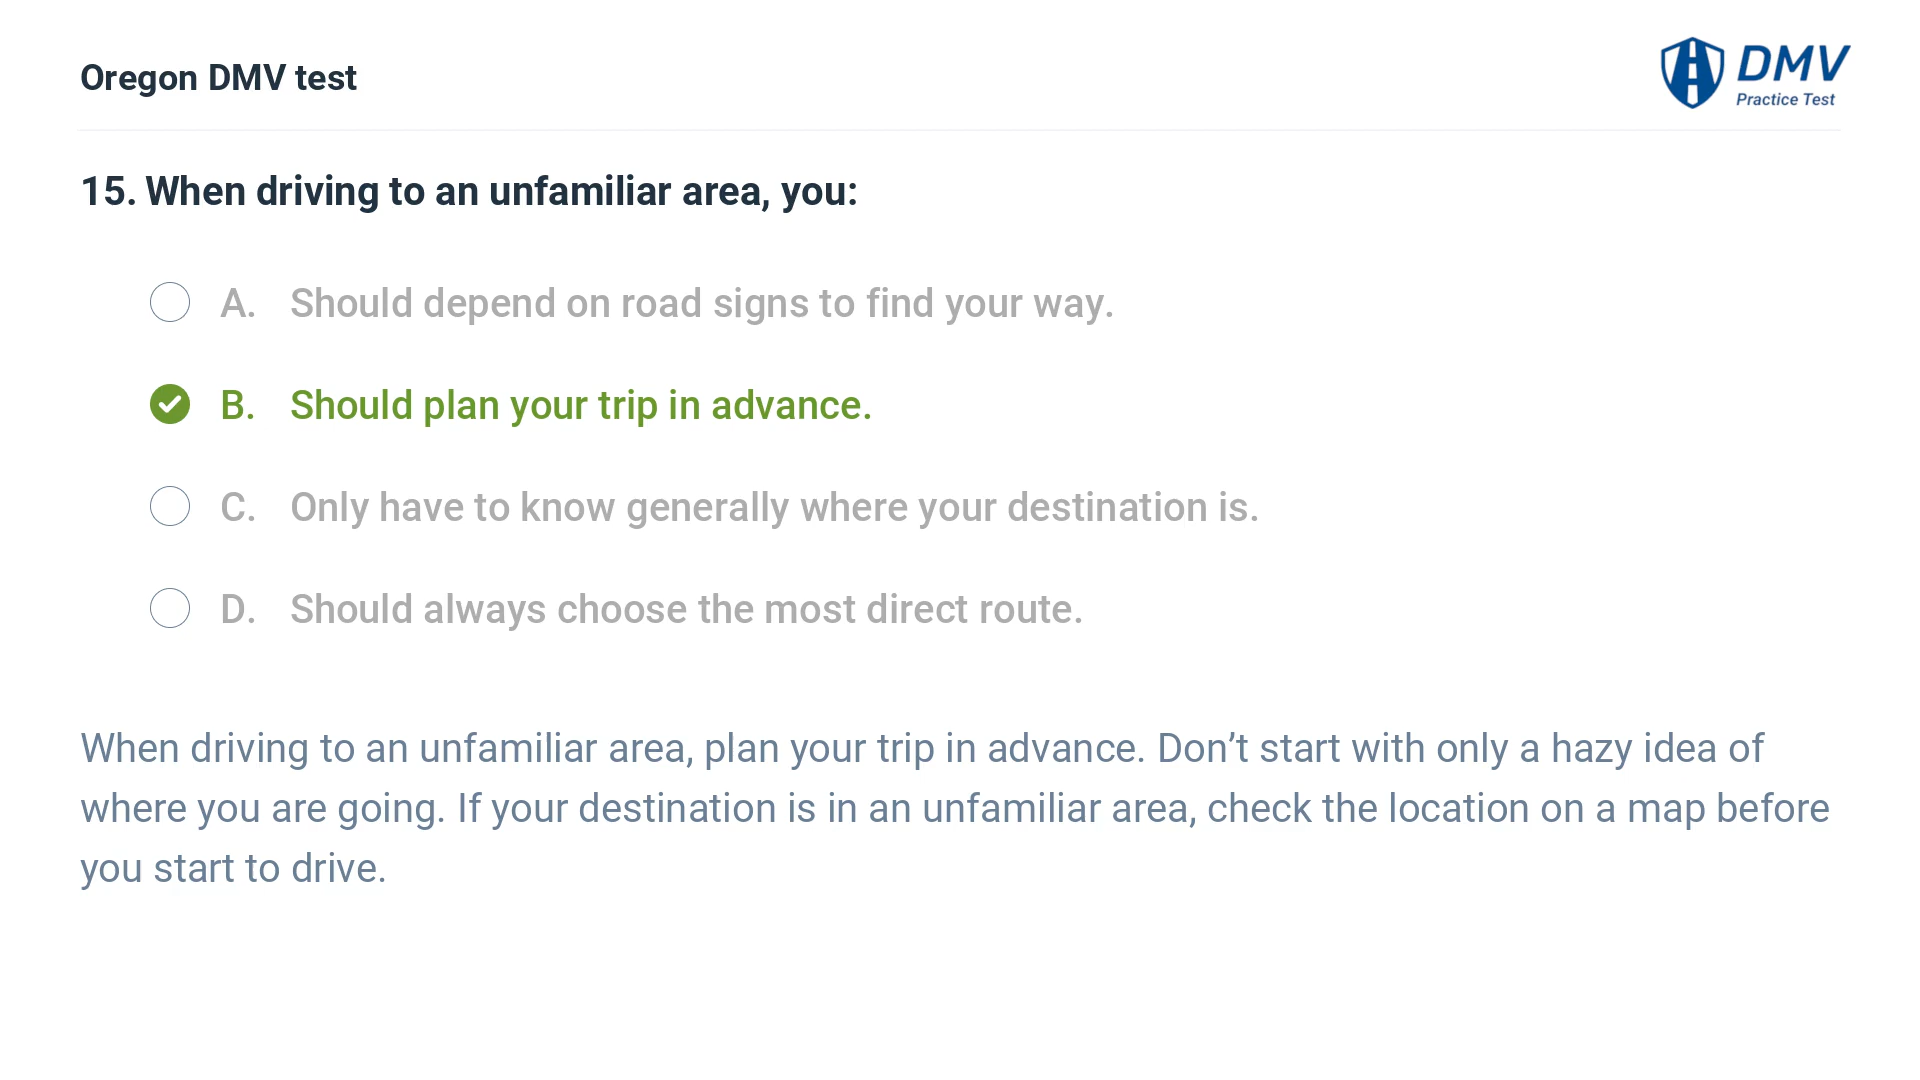 Oregon DMV test
DMV
Practice Test
15. When driving to an unfamiliar area, you:
A. Should depend on road signs to find your way.
B. Should plan your trip in advance.
C. Only have to know generally where your destination is.
D. Should always choose the most direct route.
When driving to an unfamiliar area, plan your trip in advance. Don’t start with only a hazy idea of
where you are going. If your destination is in an unfamiliar area, check the location on a map before
you start to drive.